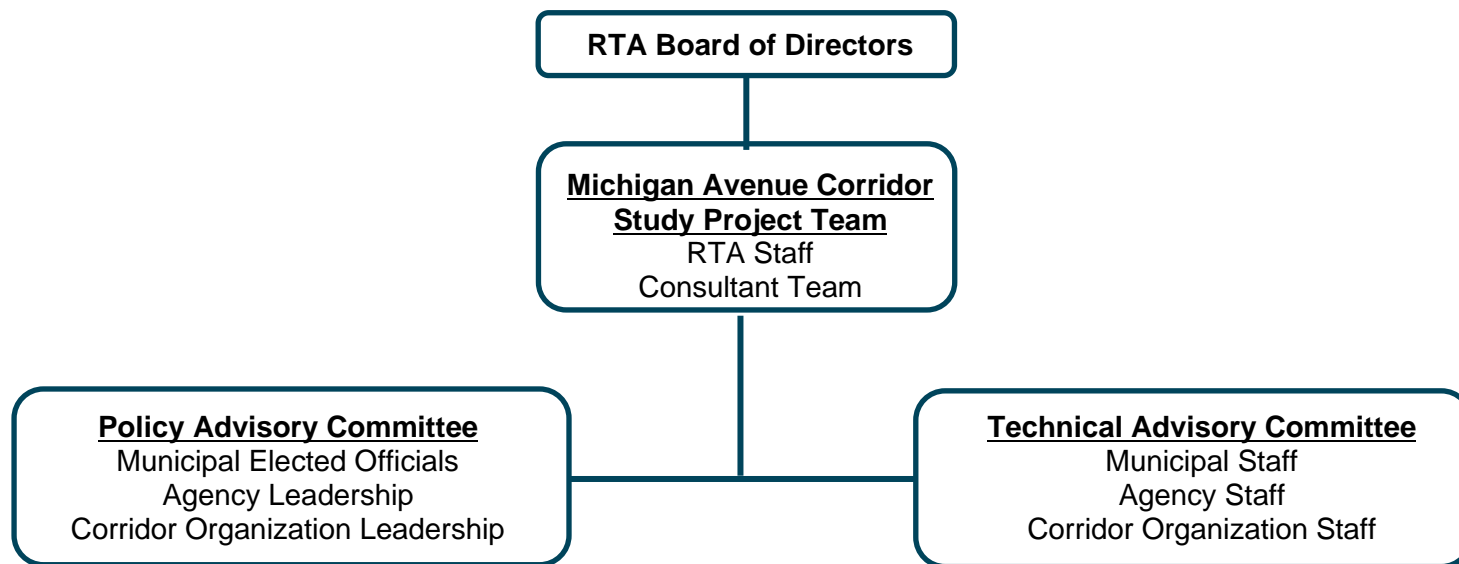 RTA Board of Directors
Michigan Avenue Corridor
Study Project Team
RTA Staff
Consultant Team
Policy Advisory Committee
Municipal Elected Officials
Agency Leadership
Corridor Organization Leadership
Technical Advisory Committee
Municipal Staff
Agency Staff
Corridor Organization Staff